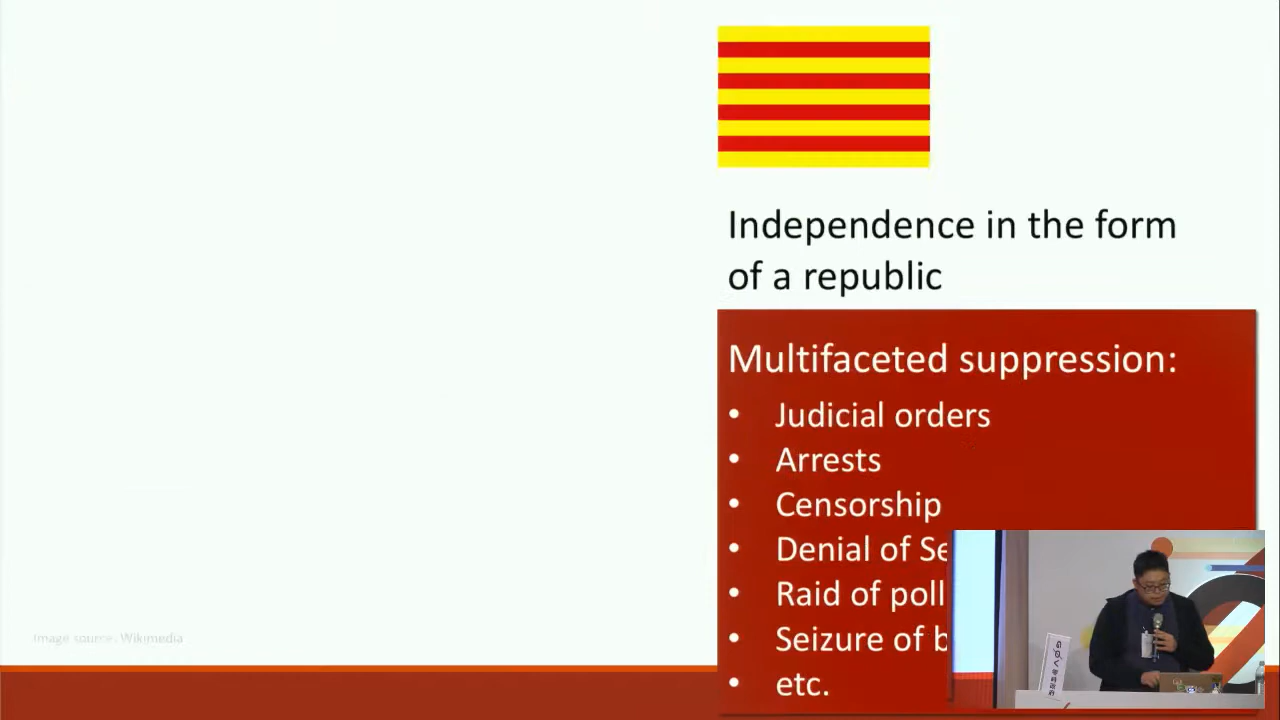 Independence in the form
of a republic
Multifaceted suppression:
• Judicial orders
• Arrests
• Censorship
• Denial of Se
• Raid of poll
• Seizure of b
• etc.
Image source: Wikimedia
g0v